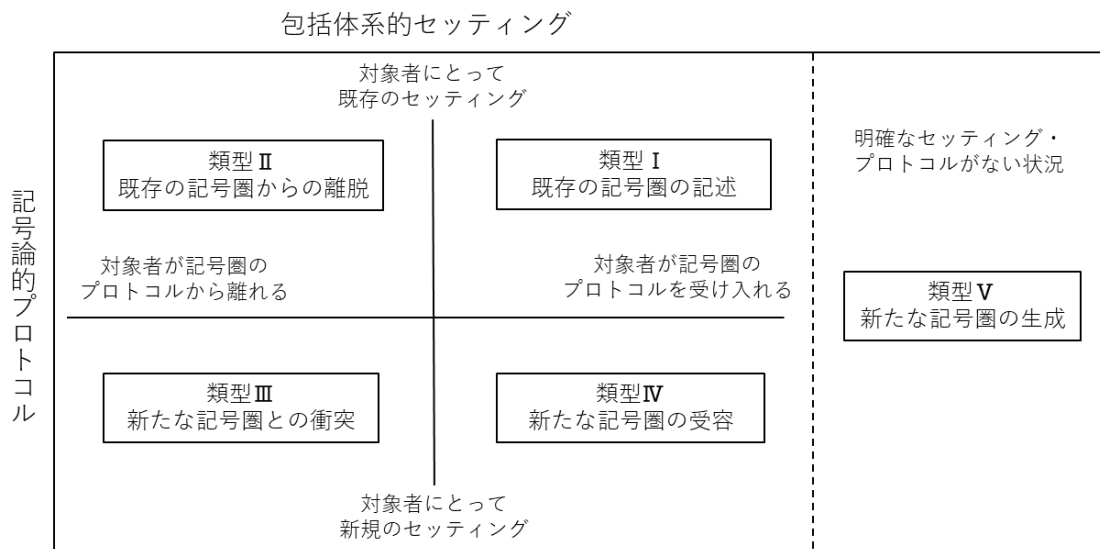 包括体系的セッティング
記号論的プロトコル
対象者にとって
既存のセッティング
類型Ⅱ
既存の記号圏からの離脱
類型Ⅰ
既存の記号圏の記述
明確なセッティング・
プロトコルがない状況
対象者が記号圏の
プロトコルから離れる
対象者が記号圏の
プロトコルを受け入れる
類型Ⅴ
新たな記号圏の生成
類型Ⅲ
新たな記号圏との衝突
類型Ⅳ
新たな記号圏の受容
対象者にとって
新規のセッティング